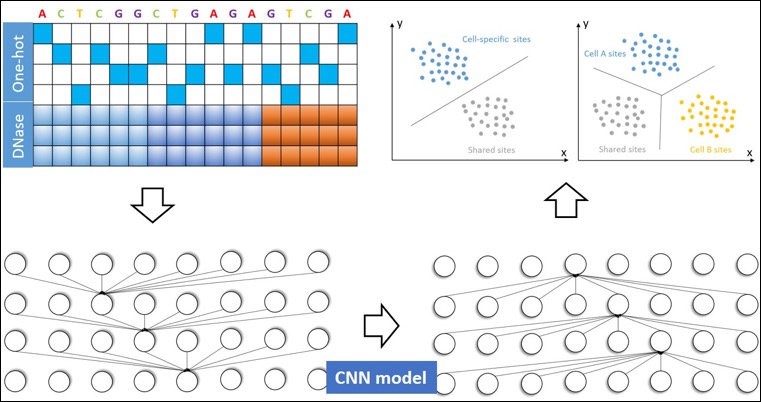 A C T C G G C T G A G A G T C G A
One-hot
DNase
y
Cell-specific sites
Shared sites
x
y
Cell A sites
Shared sites
Cell B sites
x
CNN model